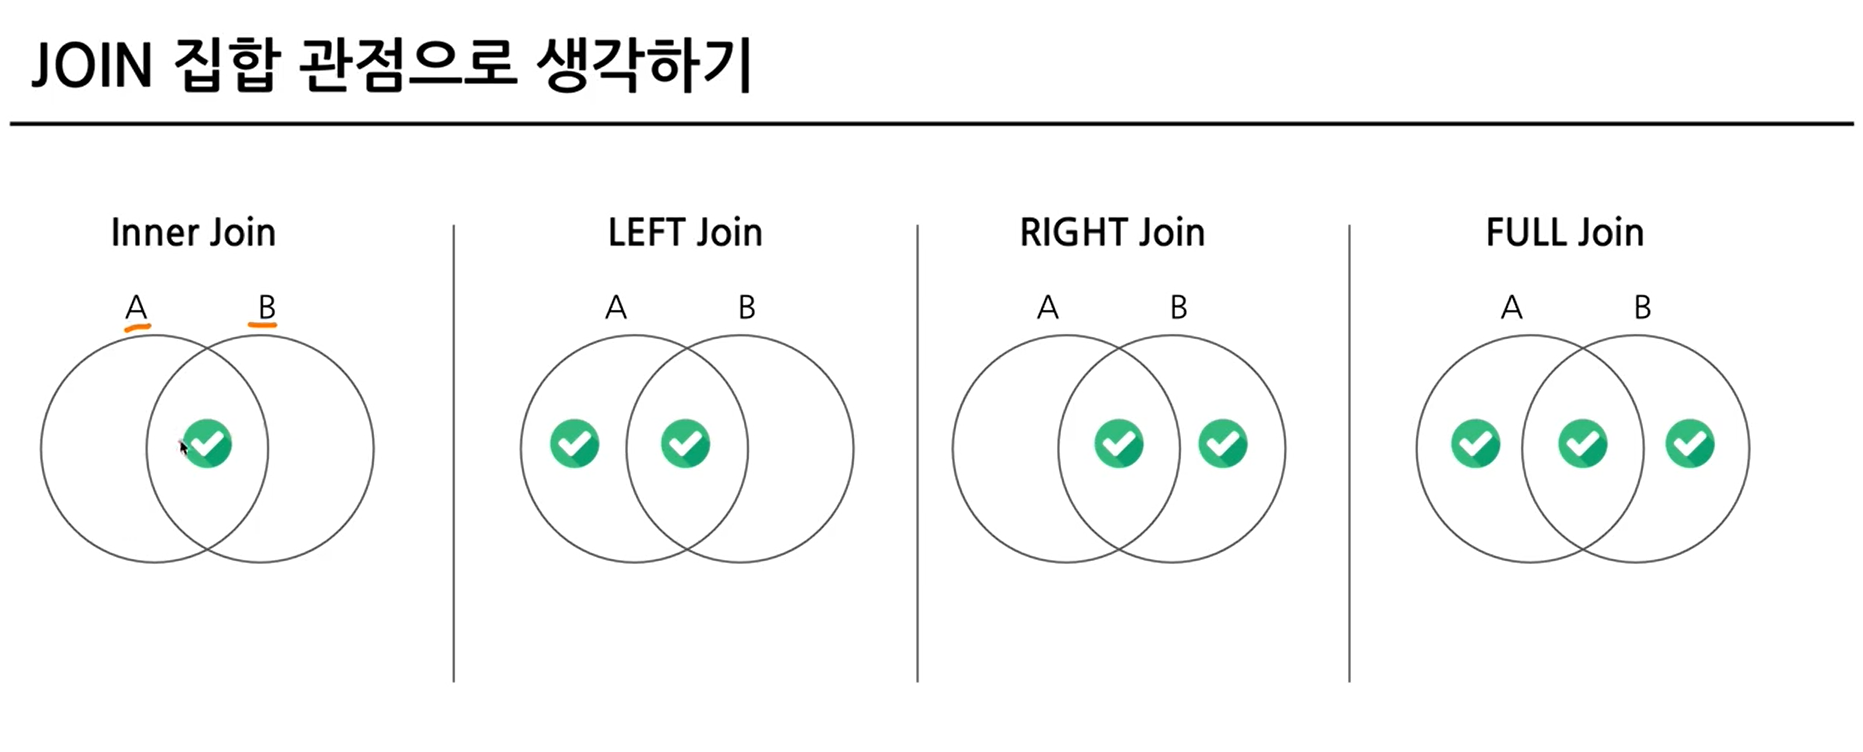 JOIN 집합 관점으로 생각하기
Inner Join
A B
LEFT Join
A B
RIGHT Join
A B
FULL Join
A B